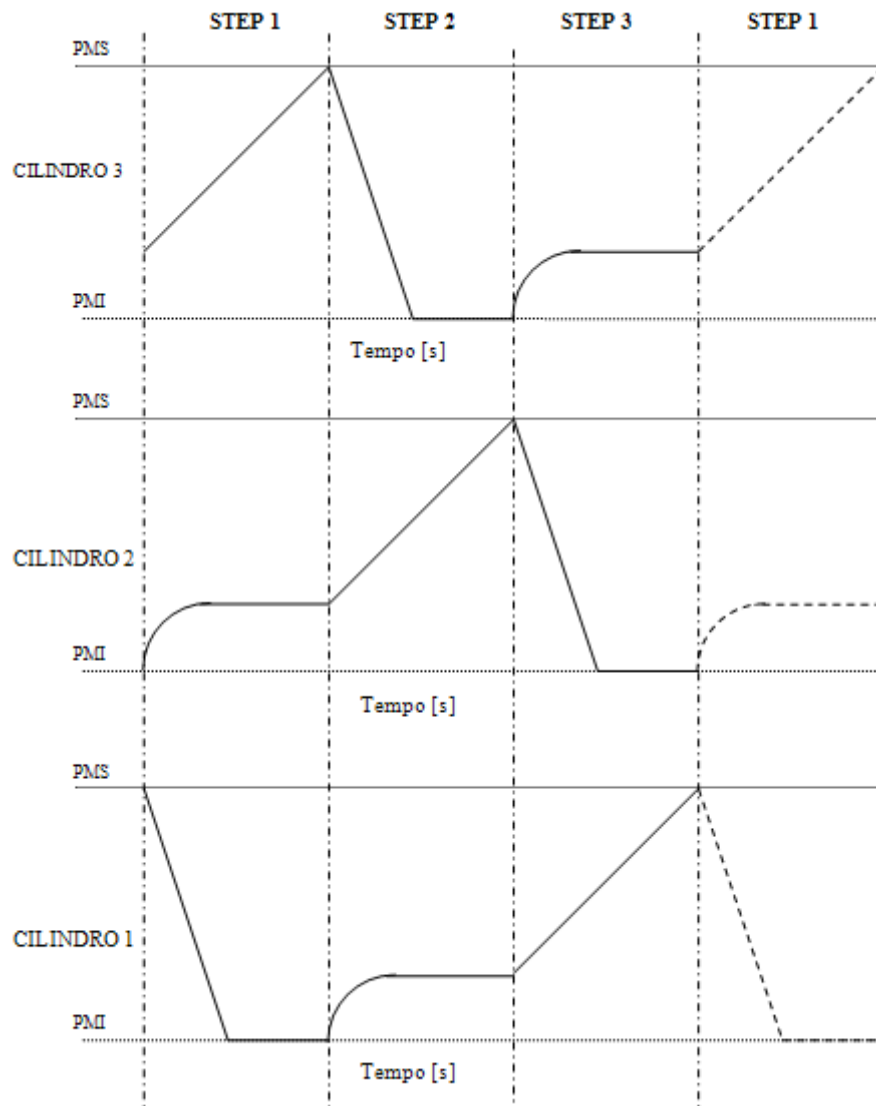 STEP 1 STEP 2 STEP 3 STEP 1
PMS
CILINDRO 3
PMI
Tempo [s]
PMS
CILINDRO 2
PMI
Tempo [s]
PMS
CILINDRO 1
PMI
Tempo [s]